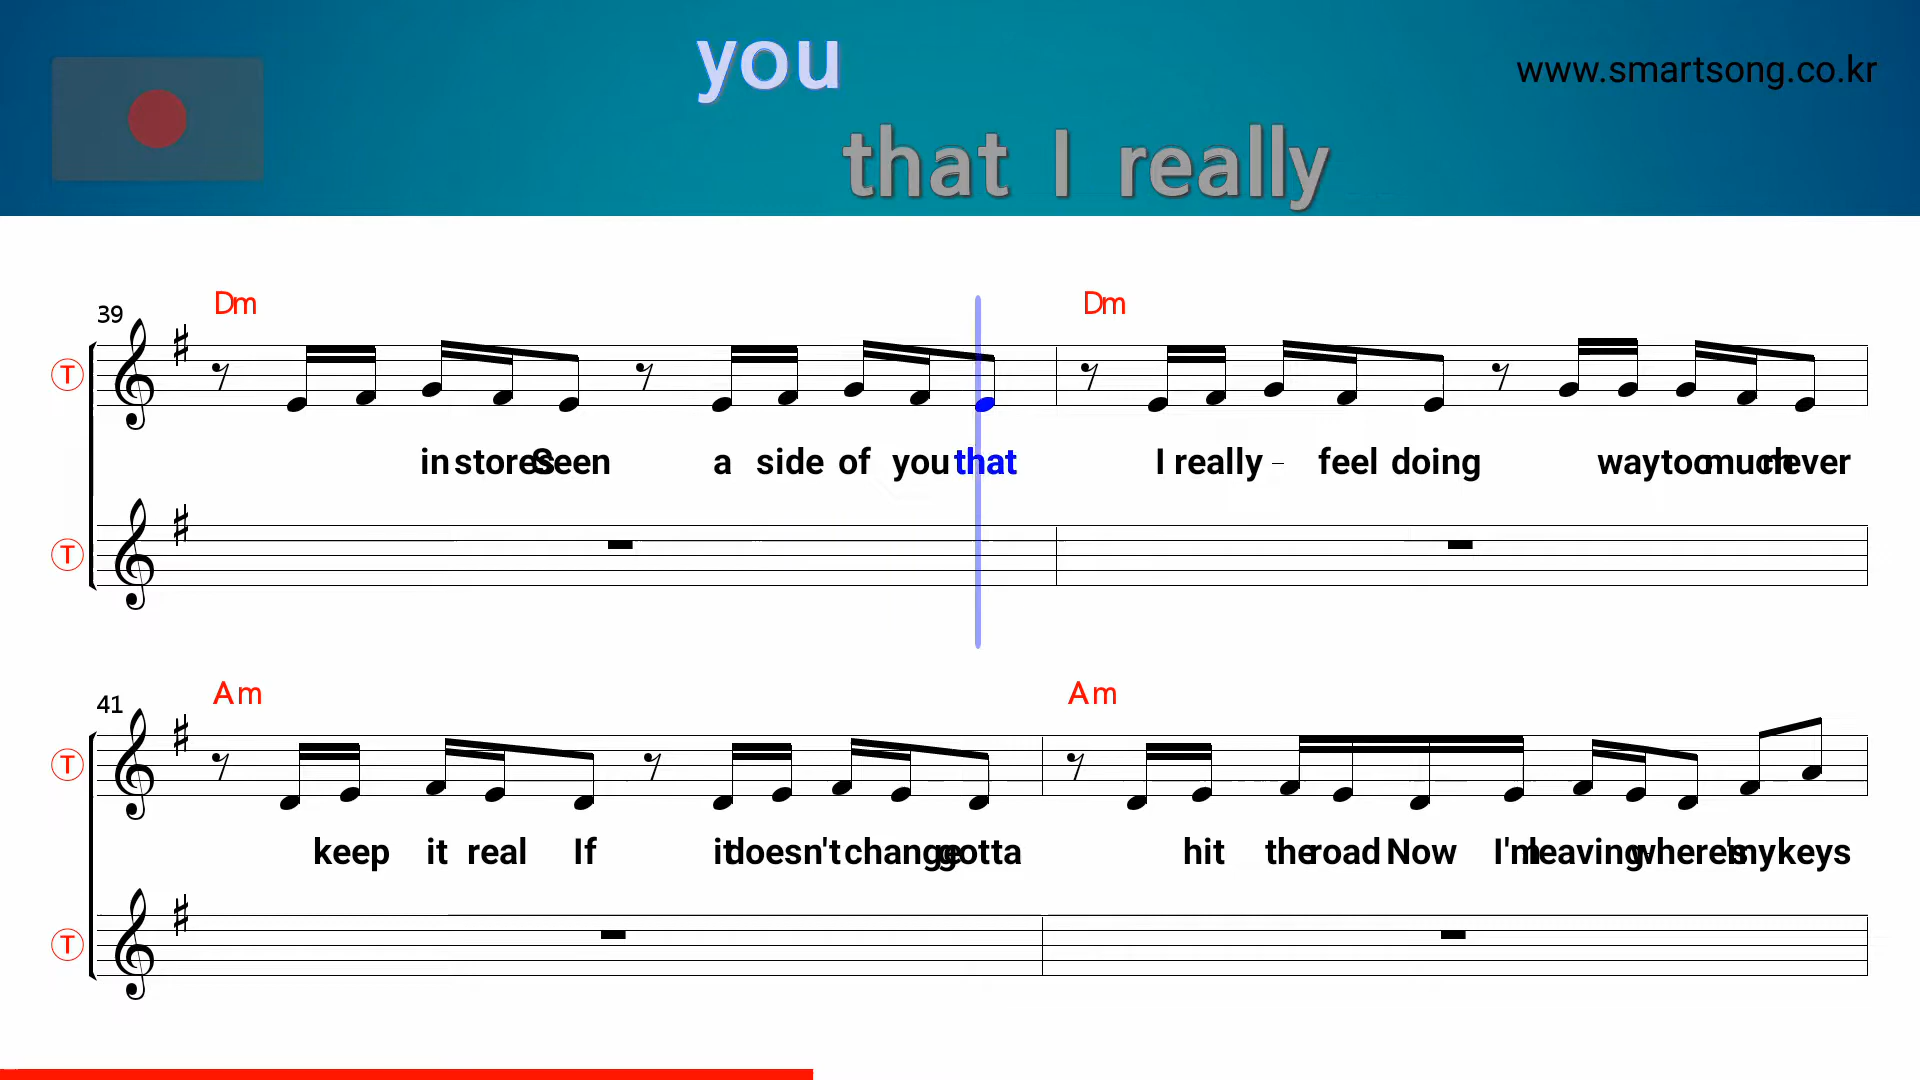 you
www.smartsong.co.kr
that I really
39
Dm Dm
T
in stores Seen a side of you that I really - feel doing way too much never
T
41
Am Am
T
keep it real If it doesn't change gotta hit the road Now I'm leaving- where's my keys
T